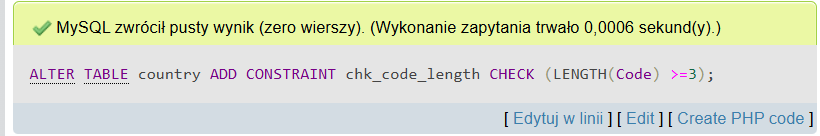 MySQL zwrócił pusty wynik (zero wierszy). (Wykonanie zapytania trwało 0,0006 sekund(y).)
ALTER TABLE country ADD CONSTRAINT chk_code_length CHECK (LENGTH(Code) >=3);
[ Edytuj w linii ] [ Edit ] [ Create PHP code ]